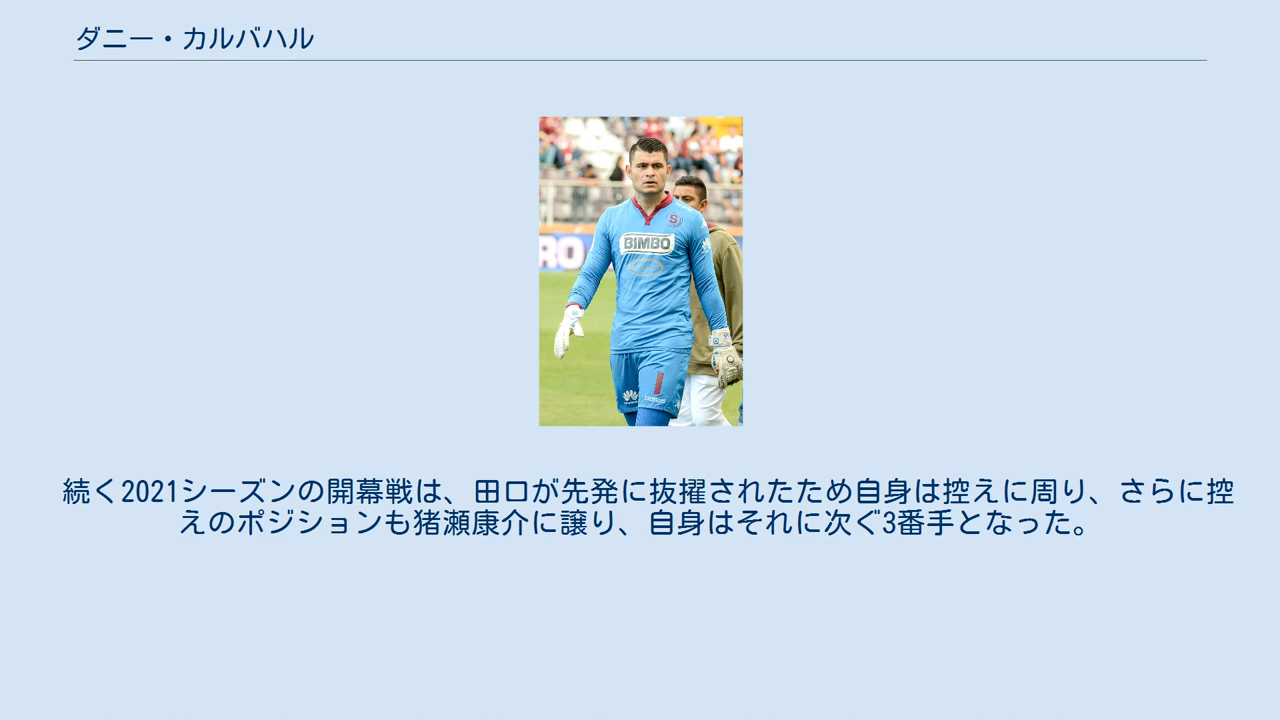 ダニー・カルバハル
RO
S
BIMBO
続く2021シーズンの開幕戦は、田口が先発に抜擢されたため自身は控えに周り、さらに控
えのポジションも猪瀬康介に譲り、自身はそれに次ぐ3番手となった。